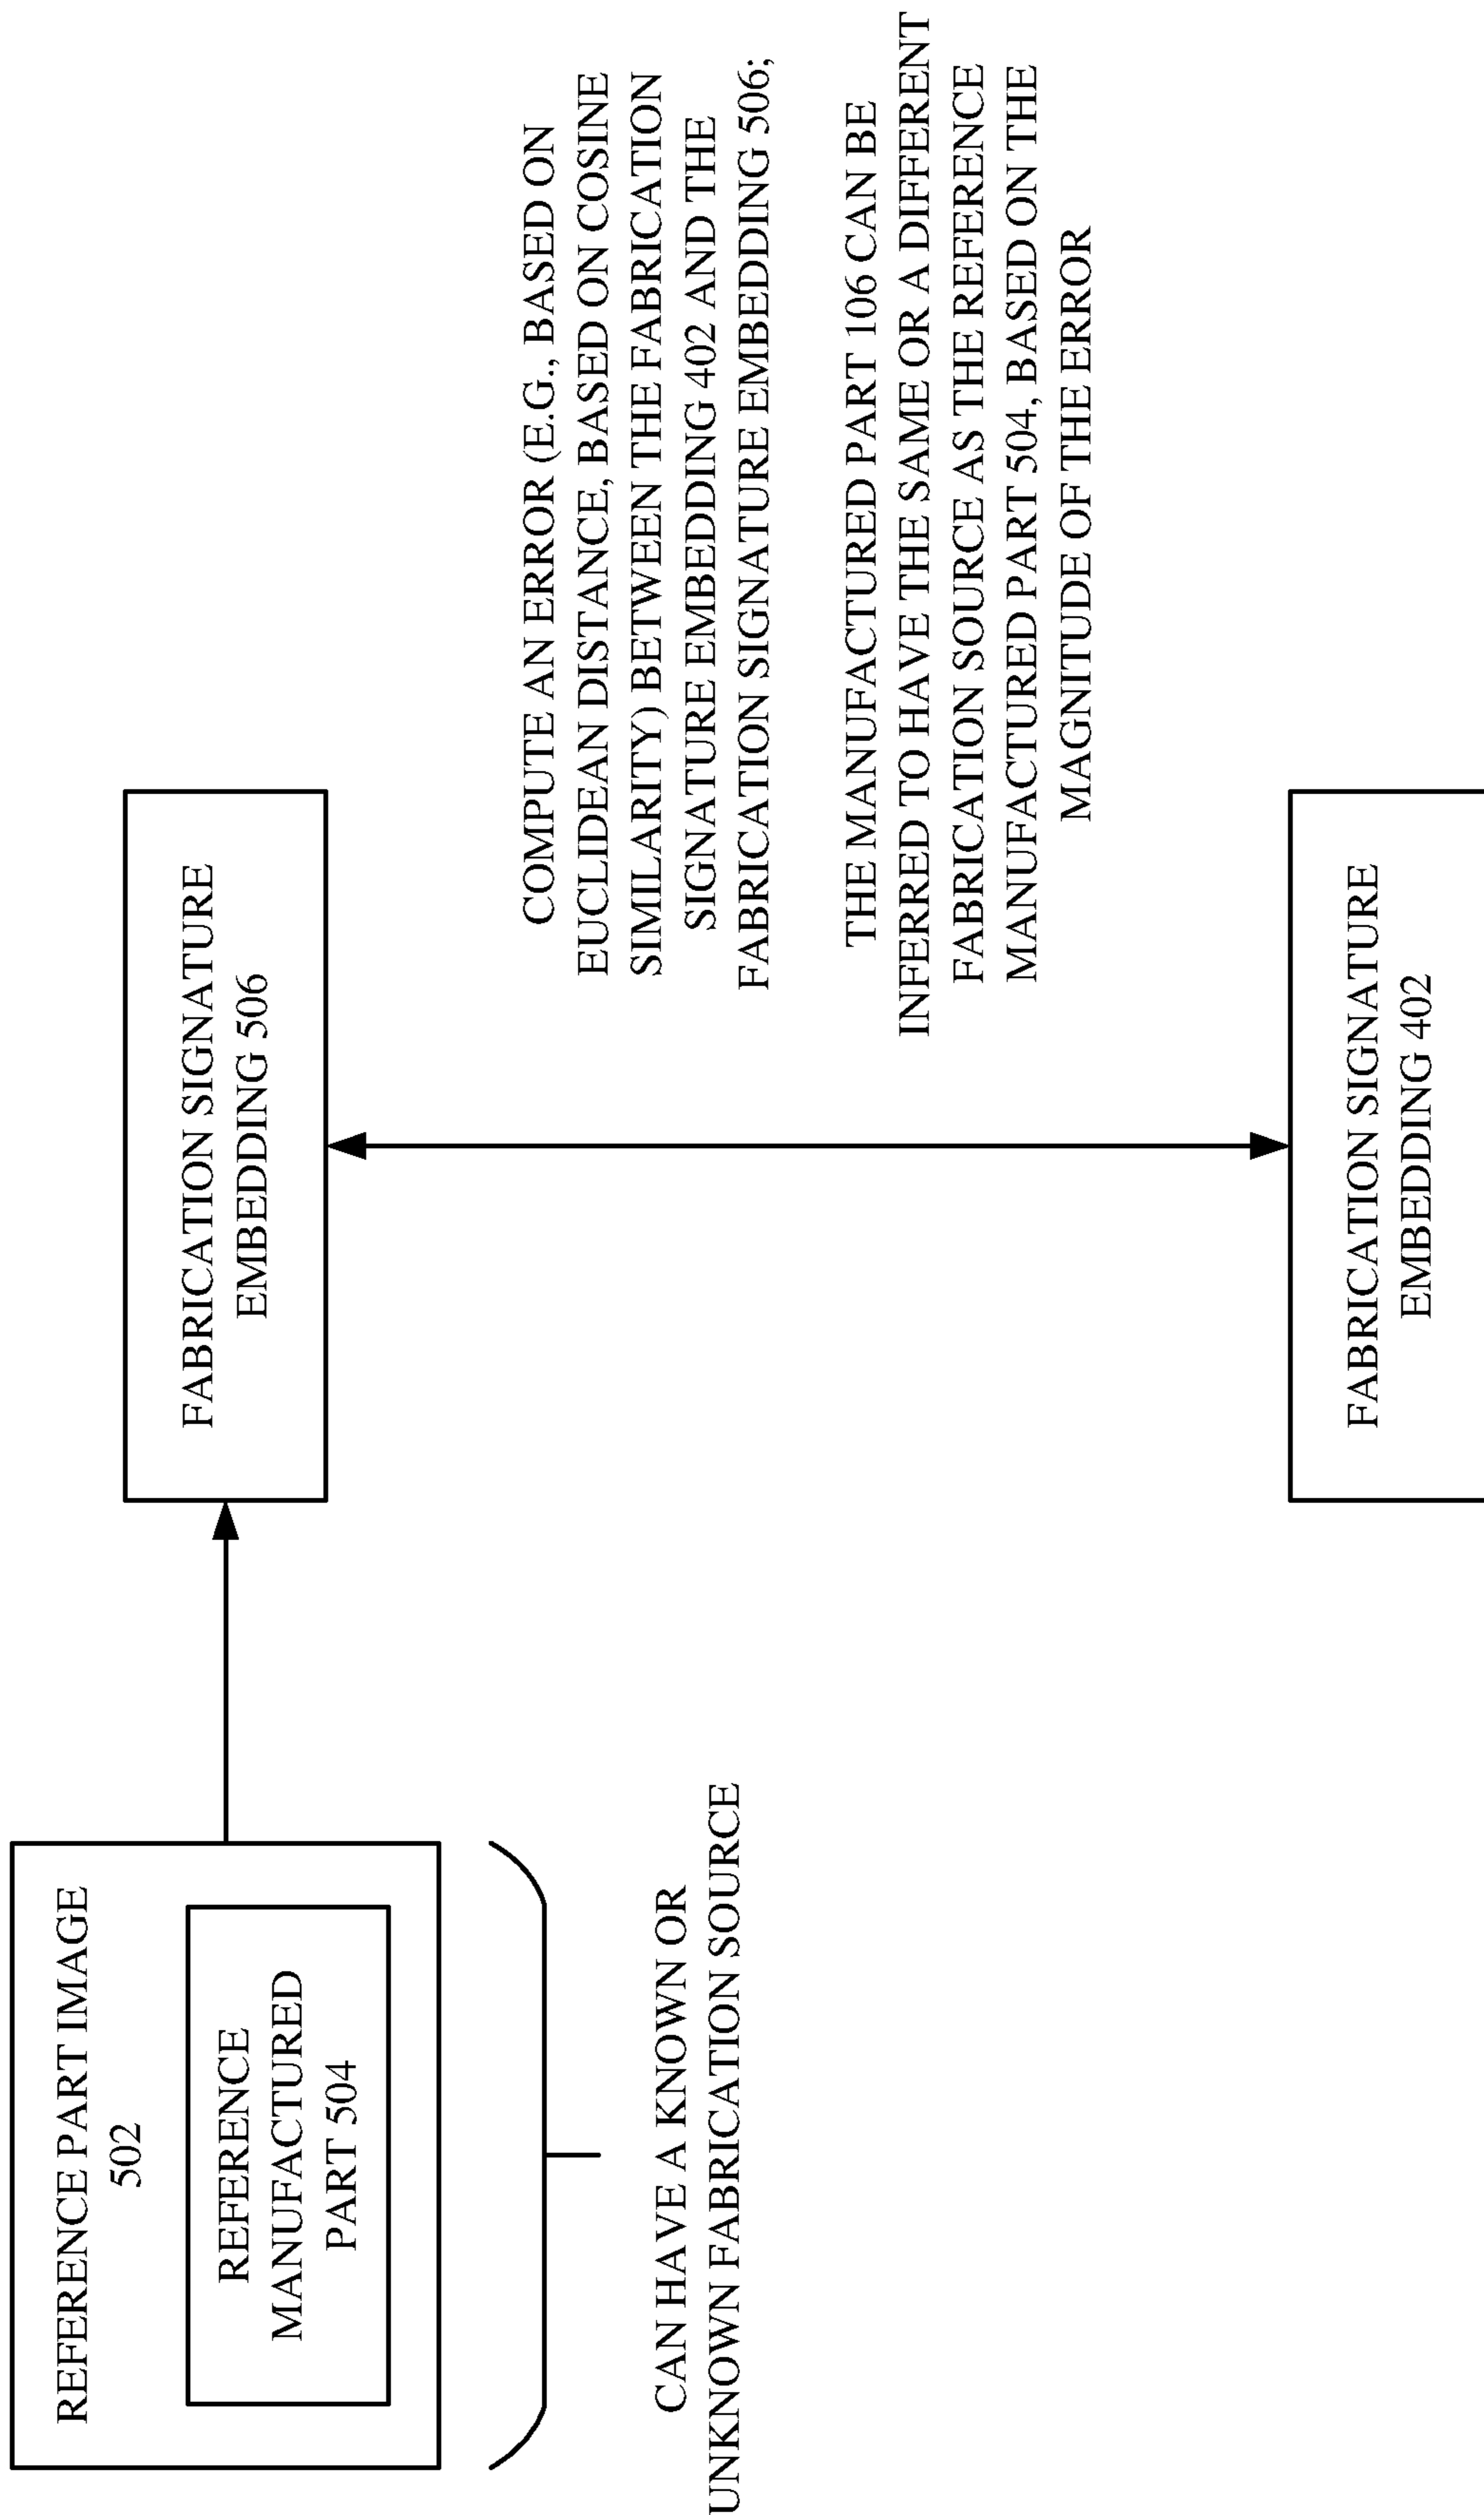 REFERENCE PART IMAGE
502
REFERENCE
MANUFACTURED
PART 504
CAN HAVE A KNOWN OR
UNKNOWN FABRICATION SOURCE
FABRICATION SIGNATURE
EMBEDDING 506
COMPUTE AN ERROR (E.G., BASED ON
EUCLIDEAN DISTANCE, BASED ON COSINE
SIMILARITY) BETWEEN THE FABRICATION
SIGNATURE EMBEDDING 402 AND THE
FABRICATION SIGNATURE EMBEDDING 506;
THE MANUFACTURED PART 106 CAN BE
INFERRED TO HAVE THE SAME OR A DIFFERENT
FABRICATION SOURCE AS THE REFERENCE
MANUFACTURED PART 504, BASED ON THE
MAGNITUDE OF THE ERROR
FABRICATION SIGNATURE
EMBEDDING 402